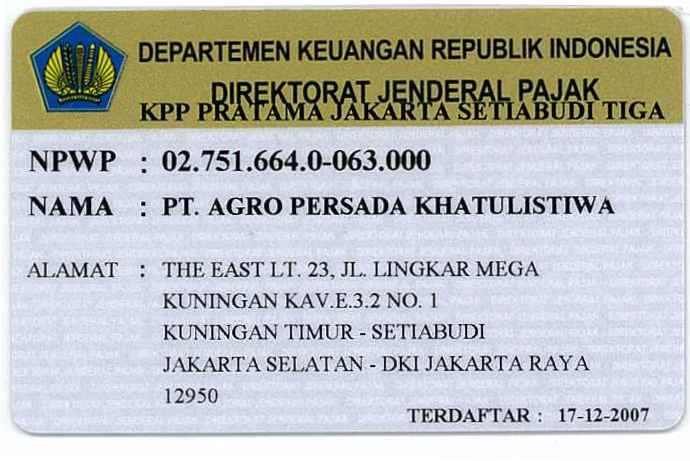 DEPARTEMEN KEUANGAN REPUBLIK INDONESIA
DIREKTORAT JENDERAL PAJAK
KPP PRATAMA JAKARTA SETIABUDI TIGA
NPWP : 02.751.664.0-063.000
NAMA : PT. AGRO PERSADA KHATULISTIWA
ALAMAT : THE EAST LT. 23, JL. LINGKAR MEGA
KUNINGAN KAV.E.3.2 NO. 1
KUNINGAN TIMUR - SETIABUDI
JAKARTA SELATAN - DKI JAKARTA RAYA
12950
TERDAFTAR : 17-12-2007